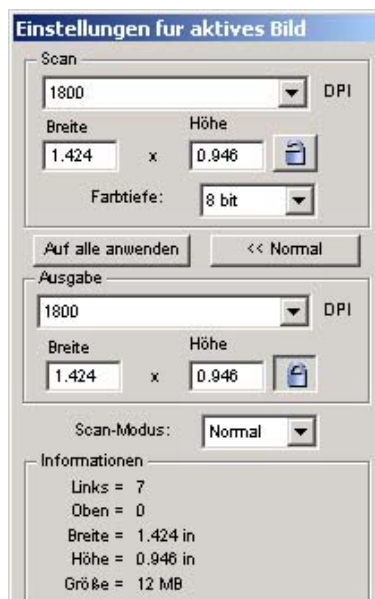 Einstellungen fur aktives Bild
Scan
1800 DPI
Breite Höhe
1.424 x 0.946
Farbtiefe: 8 bit
Auf alle anwenden << Normal
Ausgabe
1800 DPI
Breite Höhe
1.424 x 0.946
Scan-Modus: Normal
Informationen
Links = 7
Oben = 0
Breite = 1.424 in
Höhe = 0.946 in
Größe = 12 MB